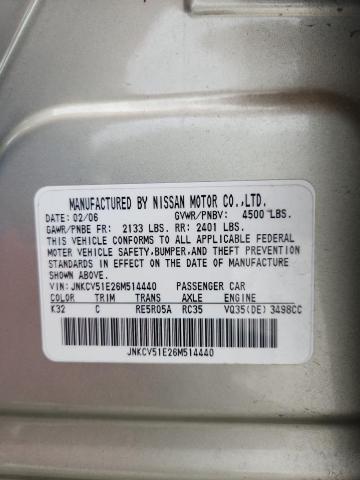 MANUFACTURED BY NISSAN MOTOR CO.,LTD.
DATE: 02/06 GVWR/PNBV: 4500 LBS.
GAWR/PNBE FR: 2133 LBS. RR: 2401 LBS.
THIS VEHICLE CONFORMS TO ALL APPLICABLE FEDERAL
MOTOR VEHICLE SAFETY,BUMPER, AND THEFT PREVENTION
STANDARDS IN EFFECT ON THE DATE OF MANUFACTURE
SHOWN ABOVE.
VIN: JNKCV51E26M514440 PASSENGER CAR
COLOR TRIM TRANS AXLE ENGINE
K32 C RE5R05A RC35 VQ35(DE) 3498CC
JNKCV51E26M514440